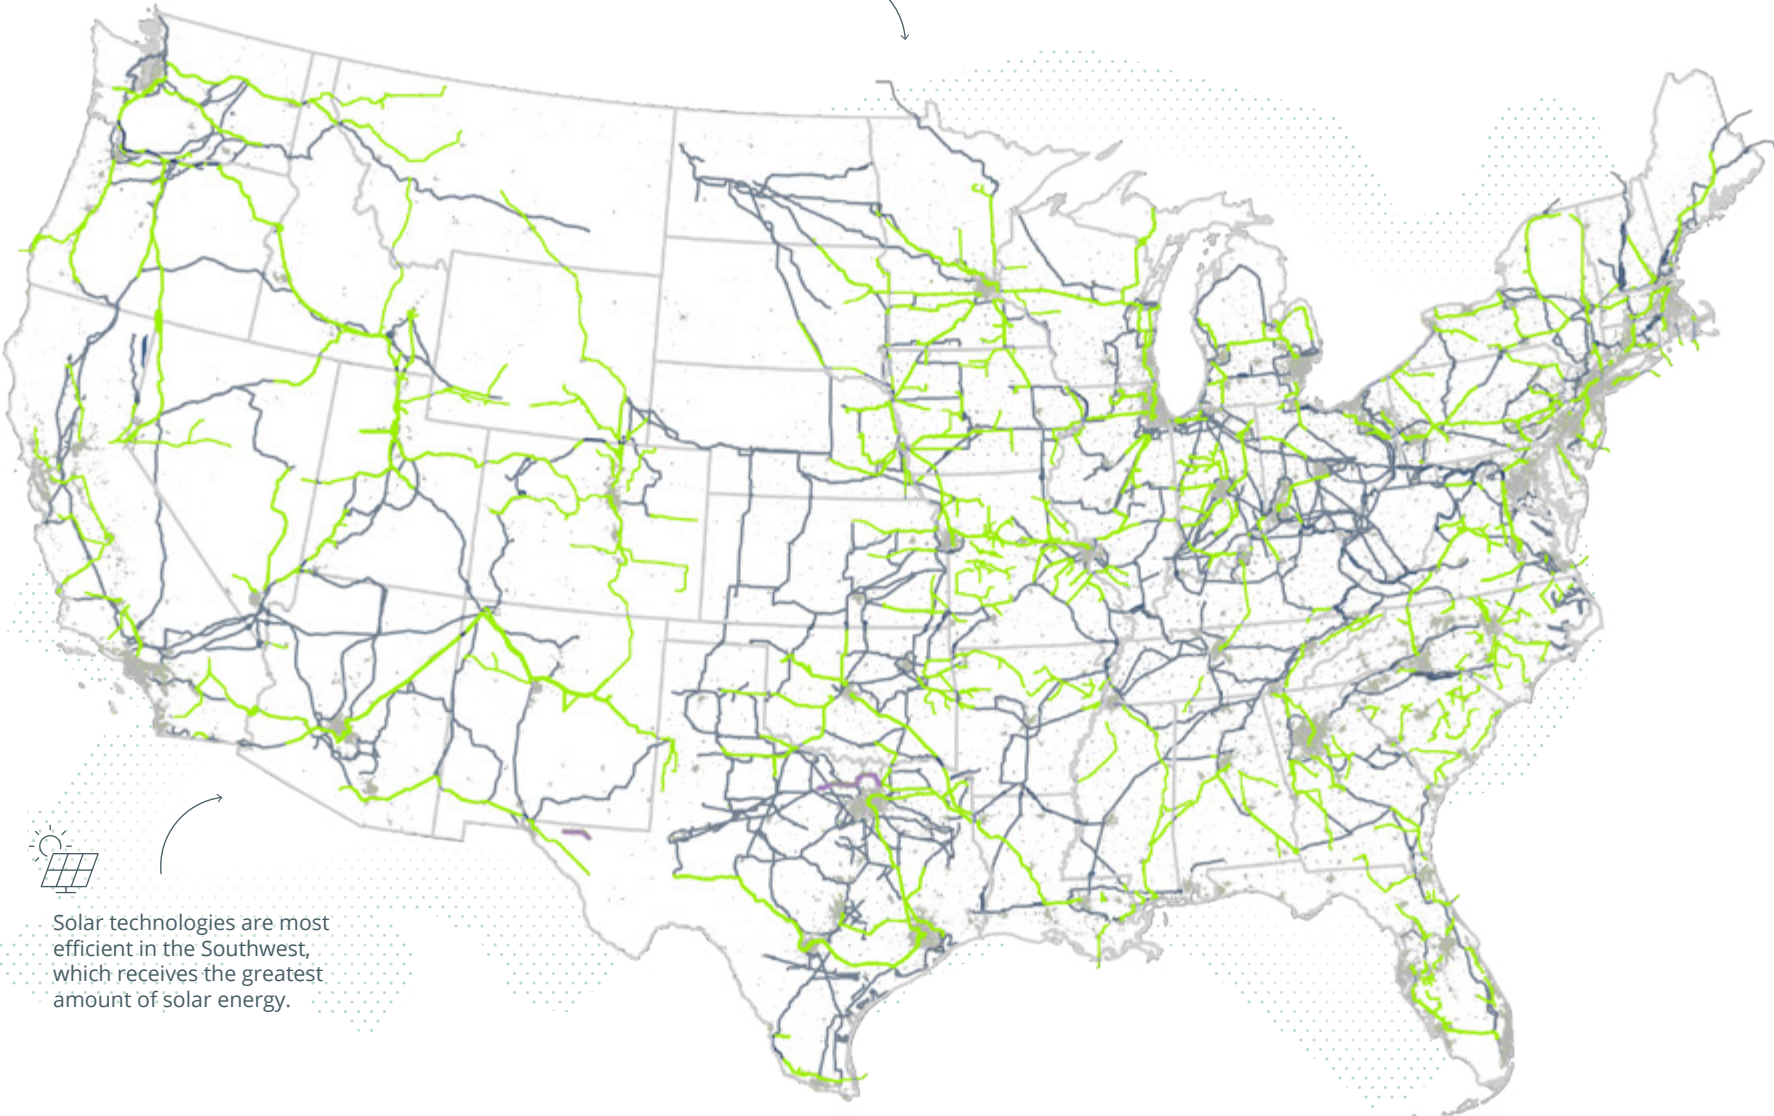 Solar technologies are most
efficient in the Southwest,
which receives the greatest
amount of solar energy.